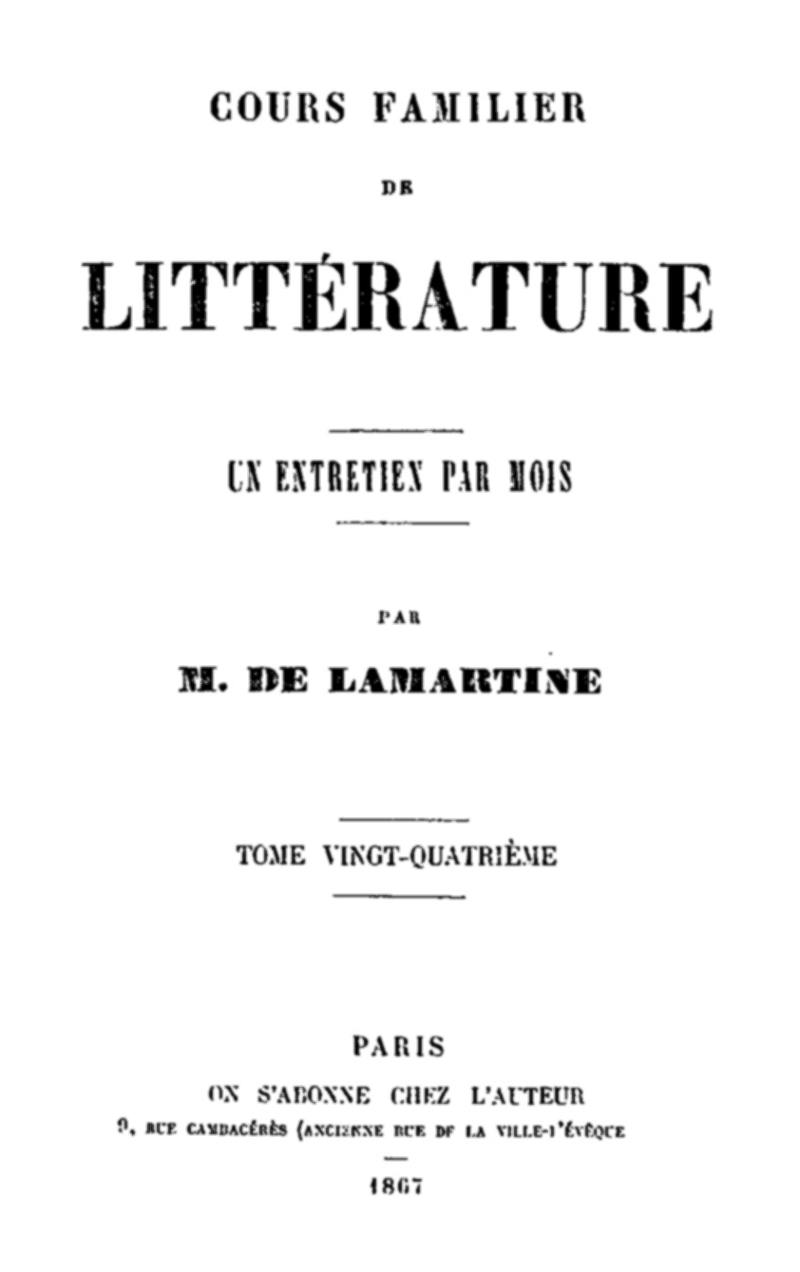 COURS FAMILIER
DE
LITTÉRATURE
UN ENTRETIEN PAR MOIS
PAR
M. DE LAMARTINE
TOME VINGT-QUATRIÈME
PARIS
ON S'ABONNE CHEZ L'AUTEUR
9, RUE CAMBACÉRÈS (ANCIENNE RUE DE LA VILLE-L'ÉVÊQUE
1867